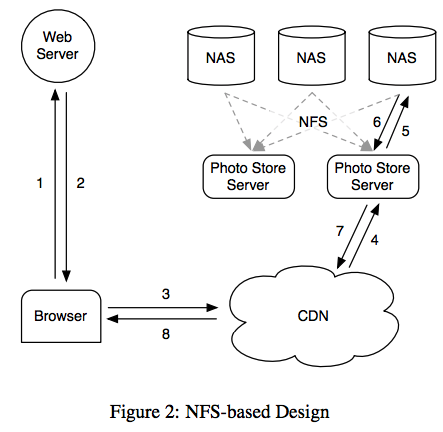 Web
Server
NAS
NAS
NAS
NFS
6
5
Photo Store
Server
Photo Store
Server
1
2
7
4
3
Browser
CDN
8
Figure 2: NFS-based Design